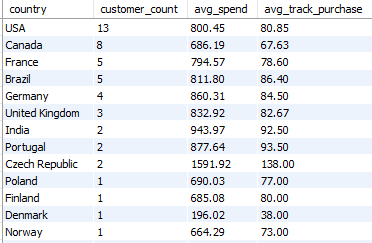 country customer_count avg_spend avg_track_purchase
USA 13 800.45 80.85
Canada 8 686.19 67.63
France 5 794.57 78.60
Brazil 5 811.80 86.40
Germany 4 860.31 84.50
United Kingdom 3 832.92 82.67
India 2 943.97 92.50
Portugal 2 877.64 93.50
Czech Republic 2 1591.92 138.00
Poland 1 690.03 77.00
Finland 1 685.08 80.00
Denmark 1 196.02 38.00
Norway 1 664.29 73.00